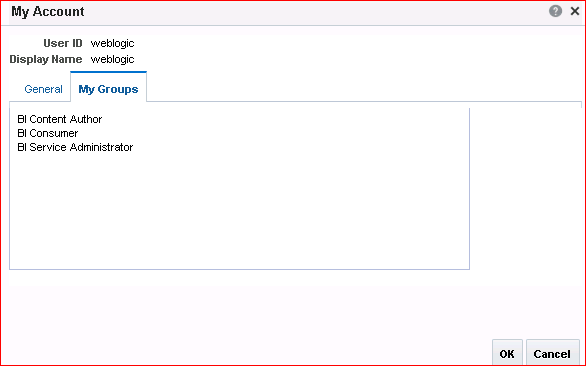 My Account
User ID weblogic
Display Name weblogic
General My Groups
BI Content Author
BI Consumer
BI Service Administrator
OK Cancel